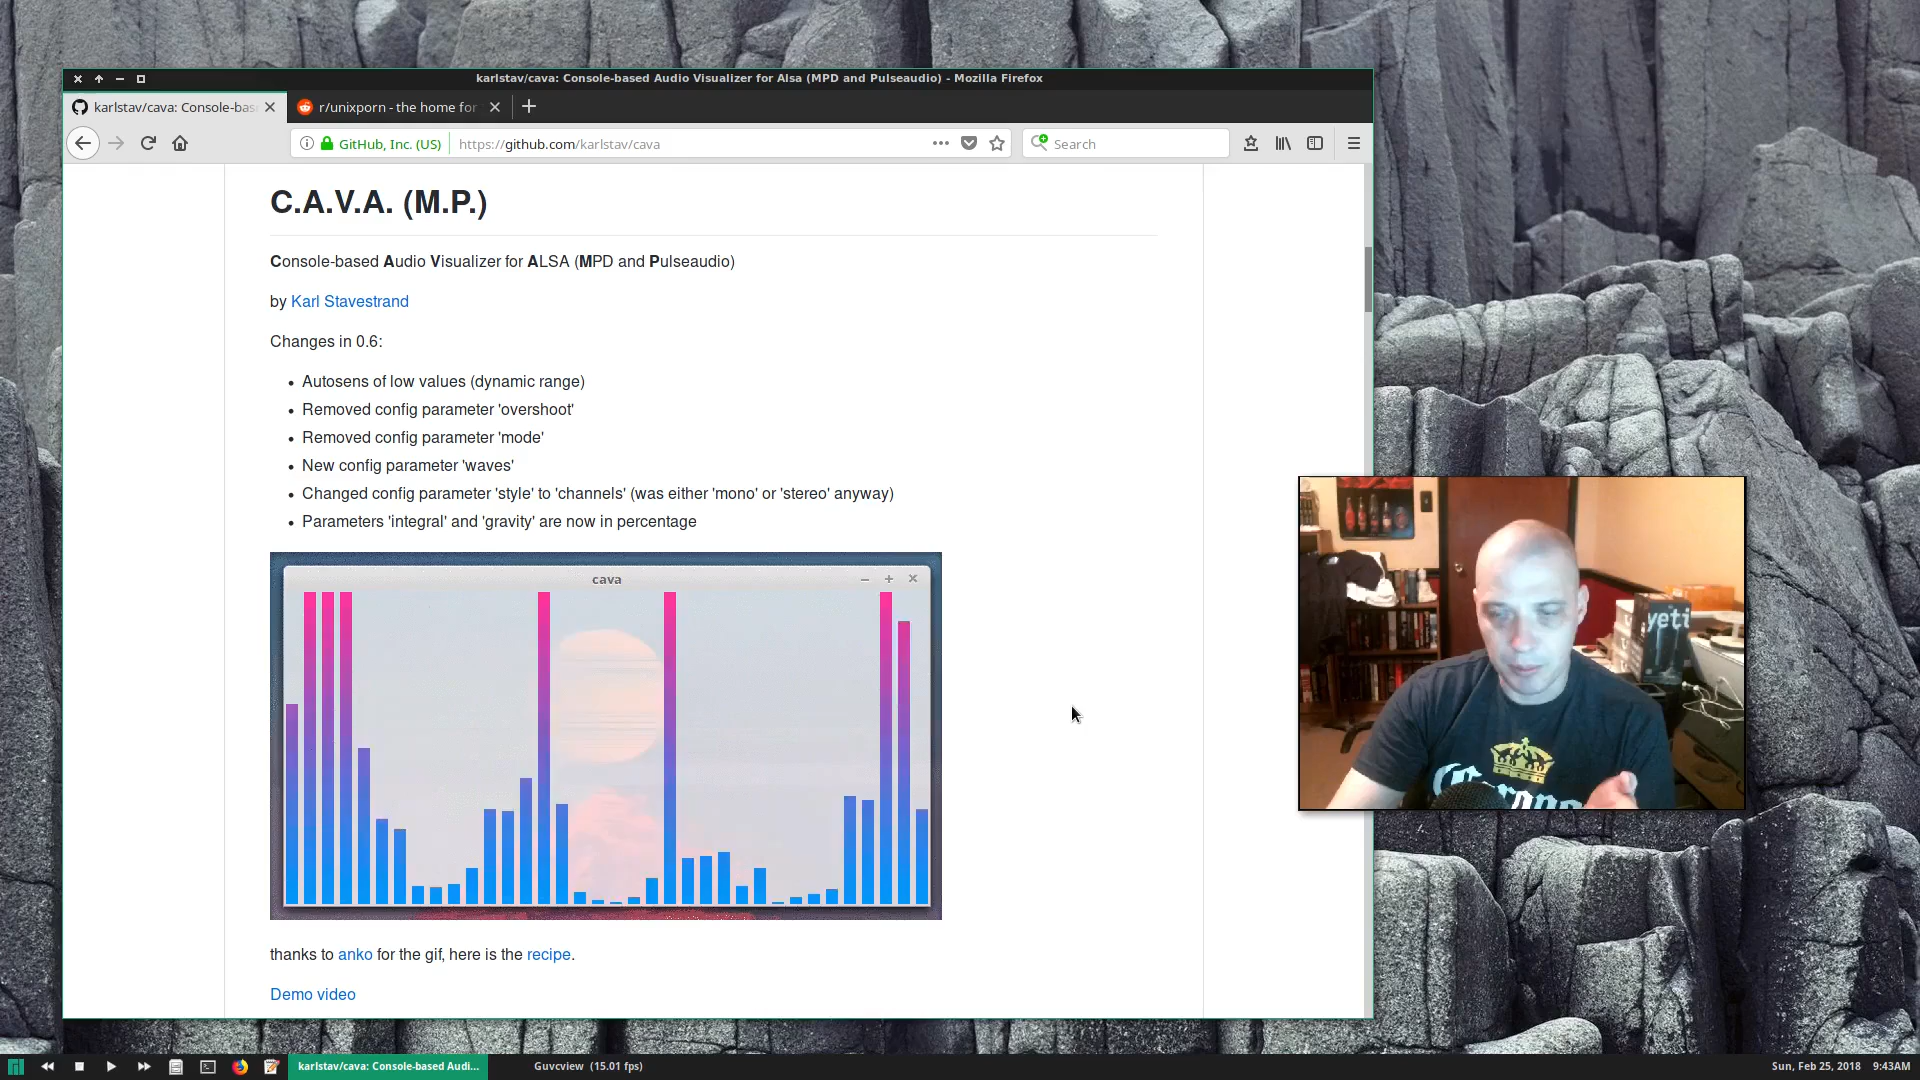 karlstav/cava: Console-based Audio Visualizer for Alsa (MPD and Pulseaudio) - Mozilla Firefox
karlstav/cava: Console-bas
r/unixporn - the home for
GitHub, Inc. (US)
https://github.com/karlstav/cava
Search
C.A.V.A. (M.P.)
Console-based Audio Visualizer for ALSA (MPD and Pulseaudio)
by Karl Stavestrand
Changes in 0.6:
Autosens of low values (dynamic range)
Removed config parameter 'overshoot'
Removed config parameter 'mode'
New config parameter 'waves'
Changed config parameter 'style' to 'channels' (was either 'mono' or 'stereo' anyway)
Parameters 'integral' and 'gravity' are now in percentage
cava
thanks to anko for the gif, here is the recipe.
Demo video
yeti
karlstav/cava: Console-based Audi...
Guvcview (15.01 fps)
Sun, Feb 25, 2018
9:43AM